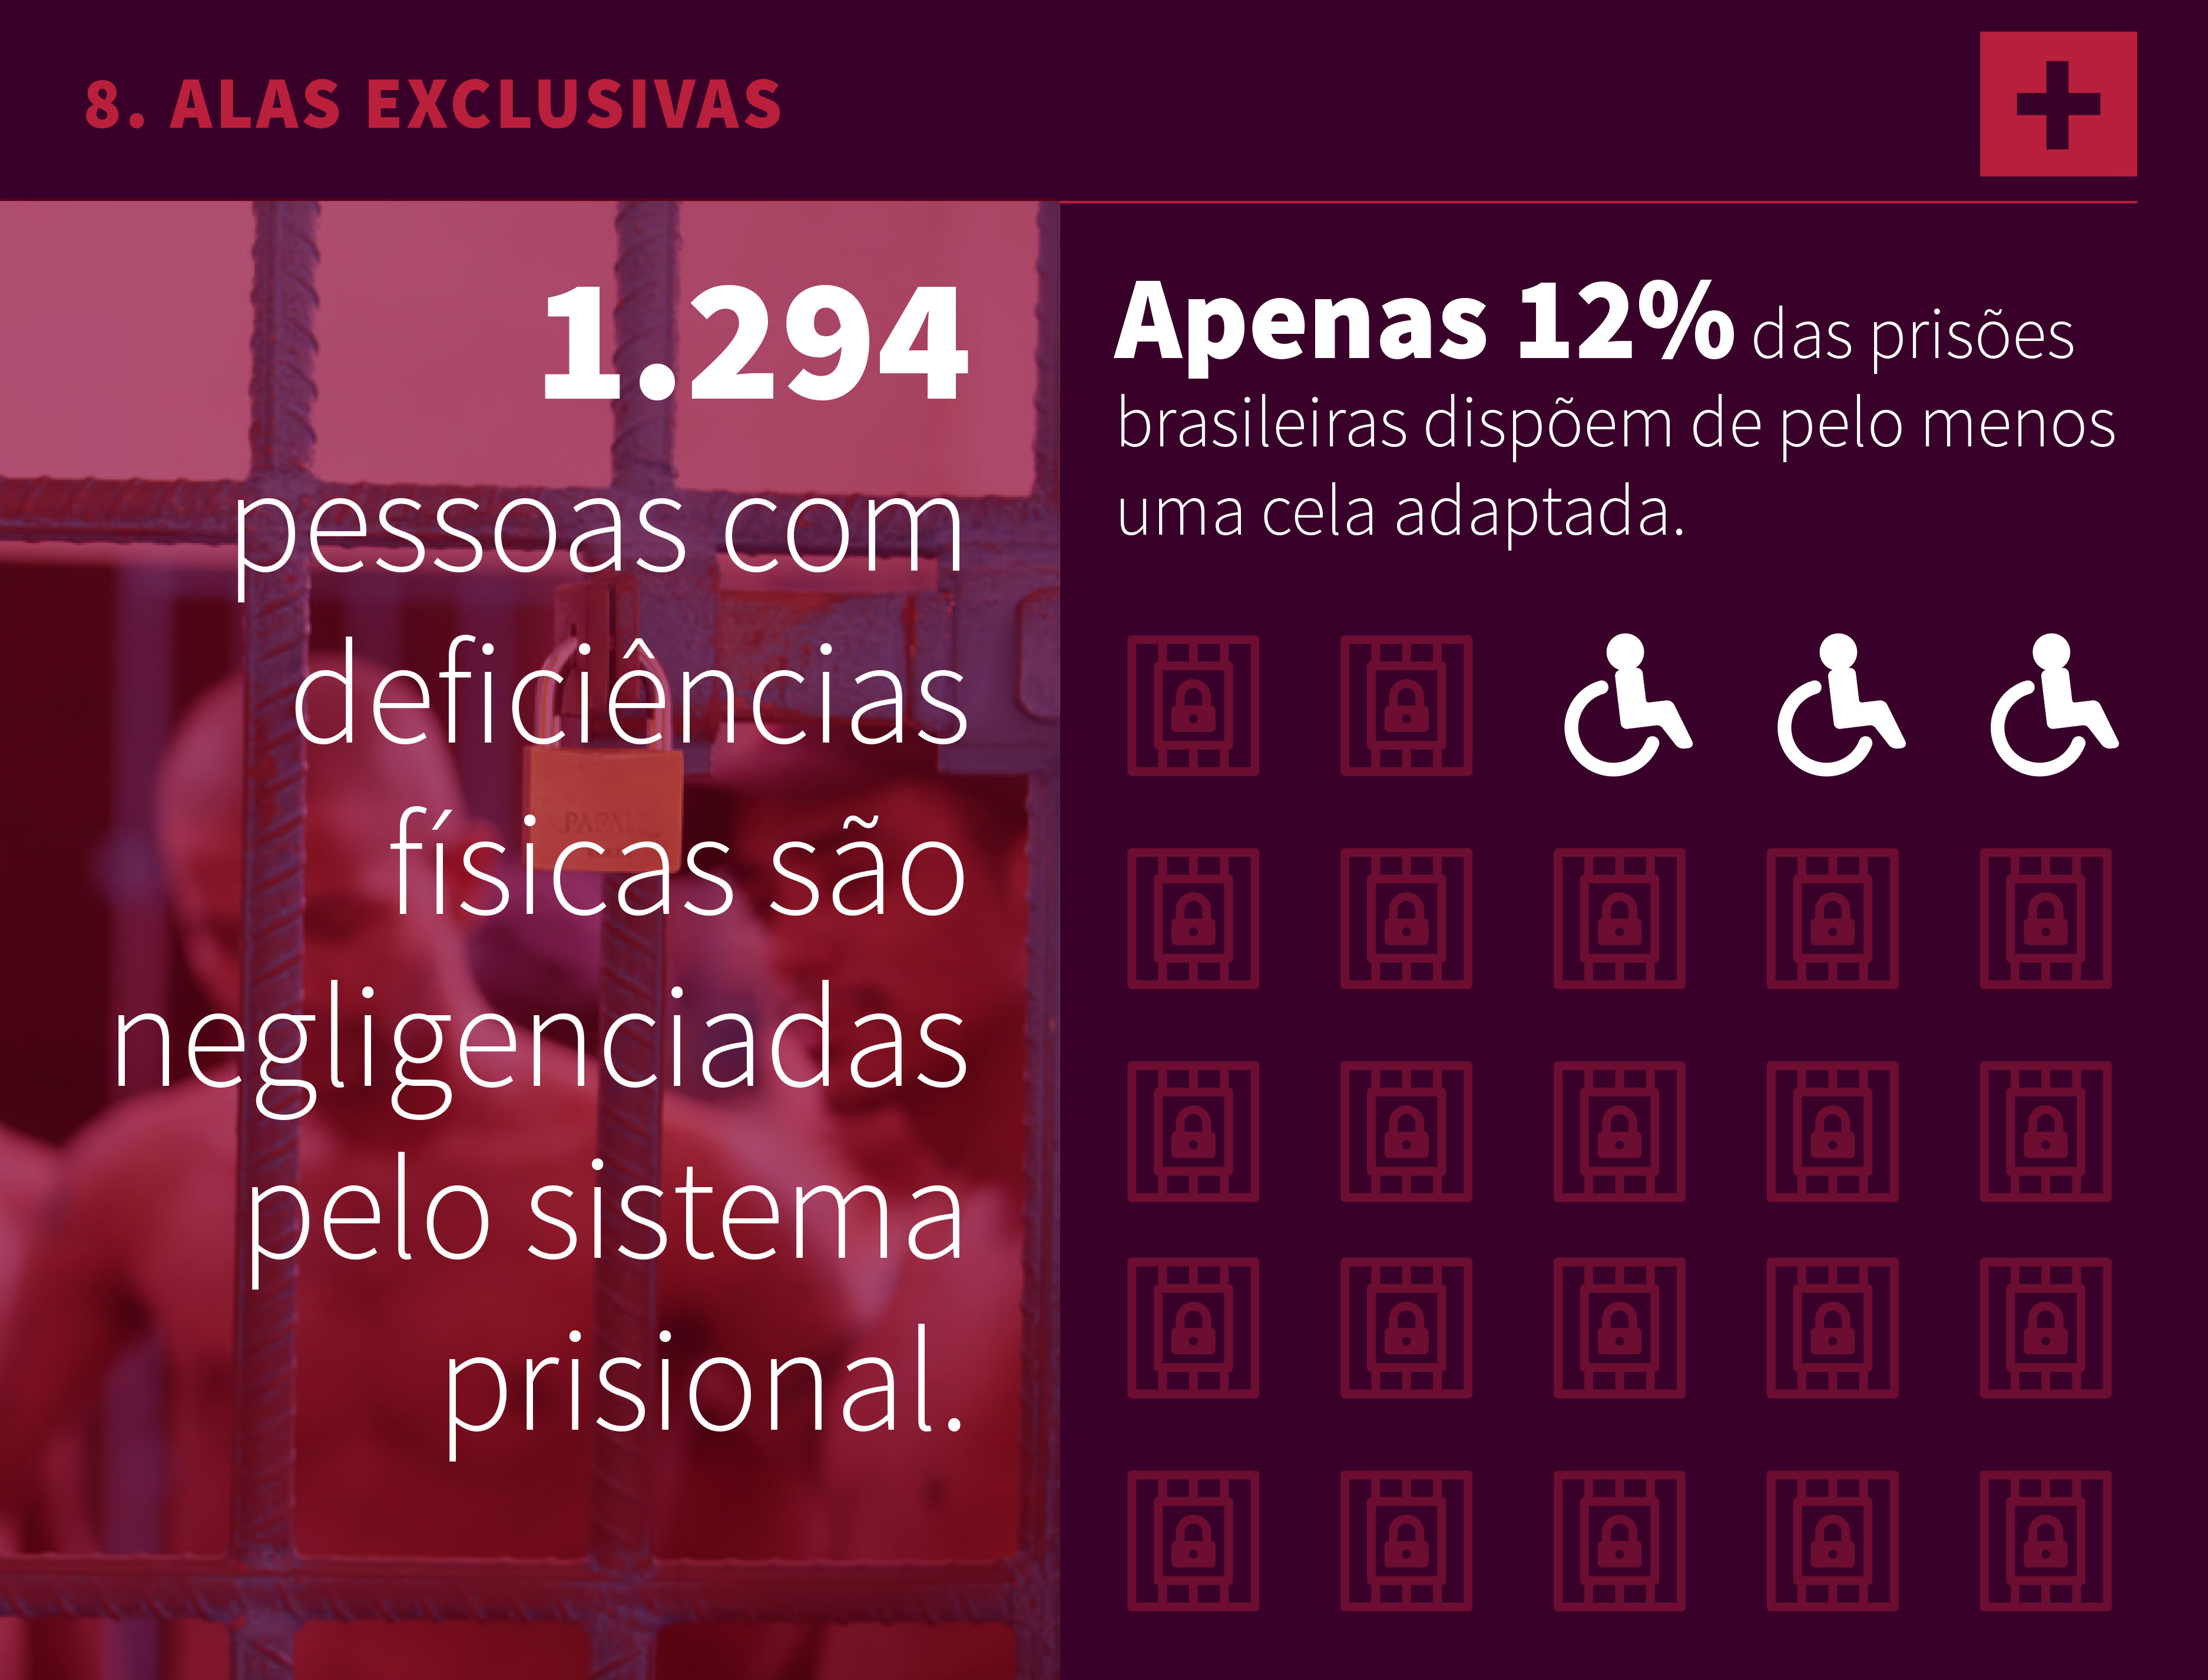 8. ALAS EXCLUSIVAS
1.294
pessoas com
deficiências
físicas são
negligenciadas
pelo sistema
prisional.
Apenas 12% das prisões
brasileiras dispõem de pelo menos
uma cela adaptada.